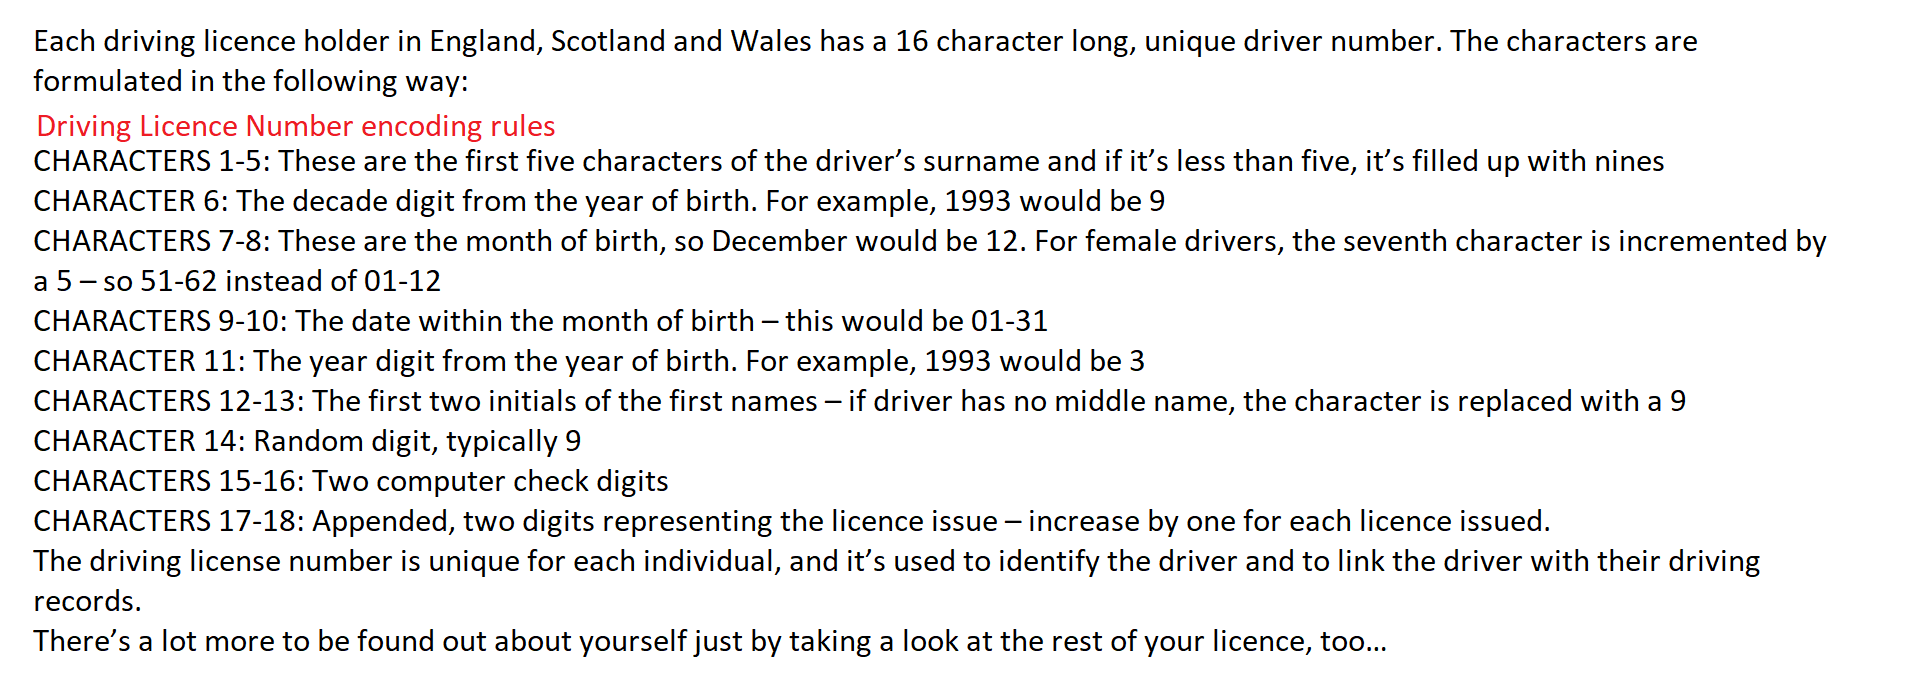 Each driving licence holder in England, Scotland and Wales has a 16 character long, unique driver number. The characters are
formulated in the following way:
Driving Licence Number encoding rules
CHARACTERS 1-5: These are the first five characters of the driver’s surname and if it’s less than five, it’s filled up with nines
CHARACTER 6: The decade digit from the year of birth. For example, 1993 would be 9
CHARACTERS 7-8: These are the month of birth, so December would be 12. For female drivers, the seventh character is incremented by
a 5 – so 51-62 instead of 01-12
CHARACTERS 9-10: The date within the month of birth – this would be 01-31
CHARACTER 11: The year digit from the year of birth. For example, 1993 would be 3
CHARACTERS 12-13: The first two initials of the first names – if driver has no middle name, the character is replaced with a 9
CHARACTER 14: Random digit, typically 9
CHARACTERS 15-16: Two computer check digits
CHARACTERS 17-18: Appended, two digits representing the licence issue – increase by one for each licence issued.
The driving license number is unique for each individual, and it’s used to identify the driver and to link the driver with their driving
records.
There’s a lot more to be found out about yourself just by taking a look at the rest of your licence, too…